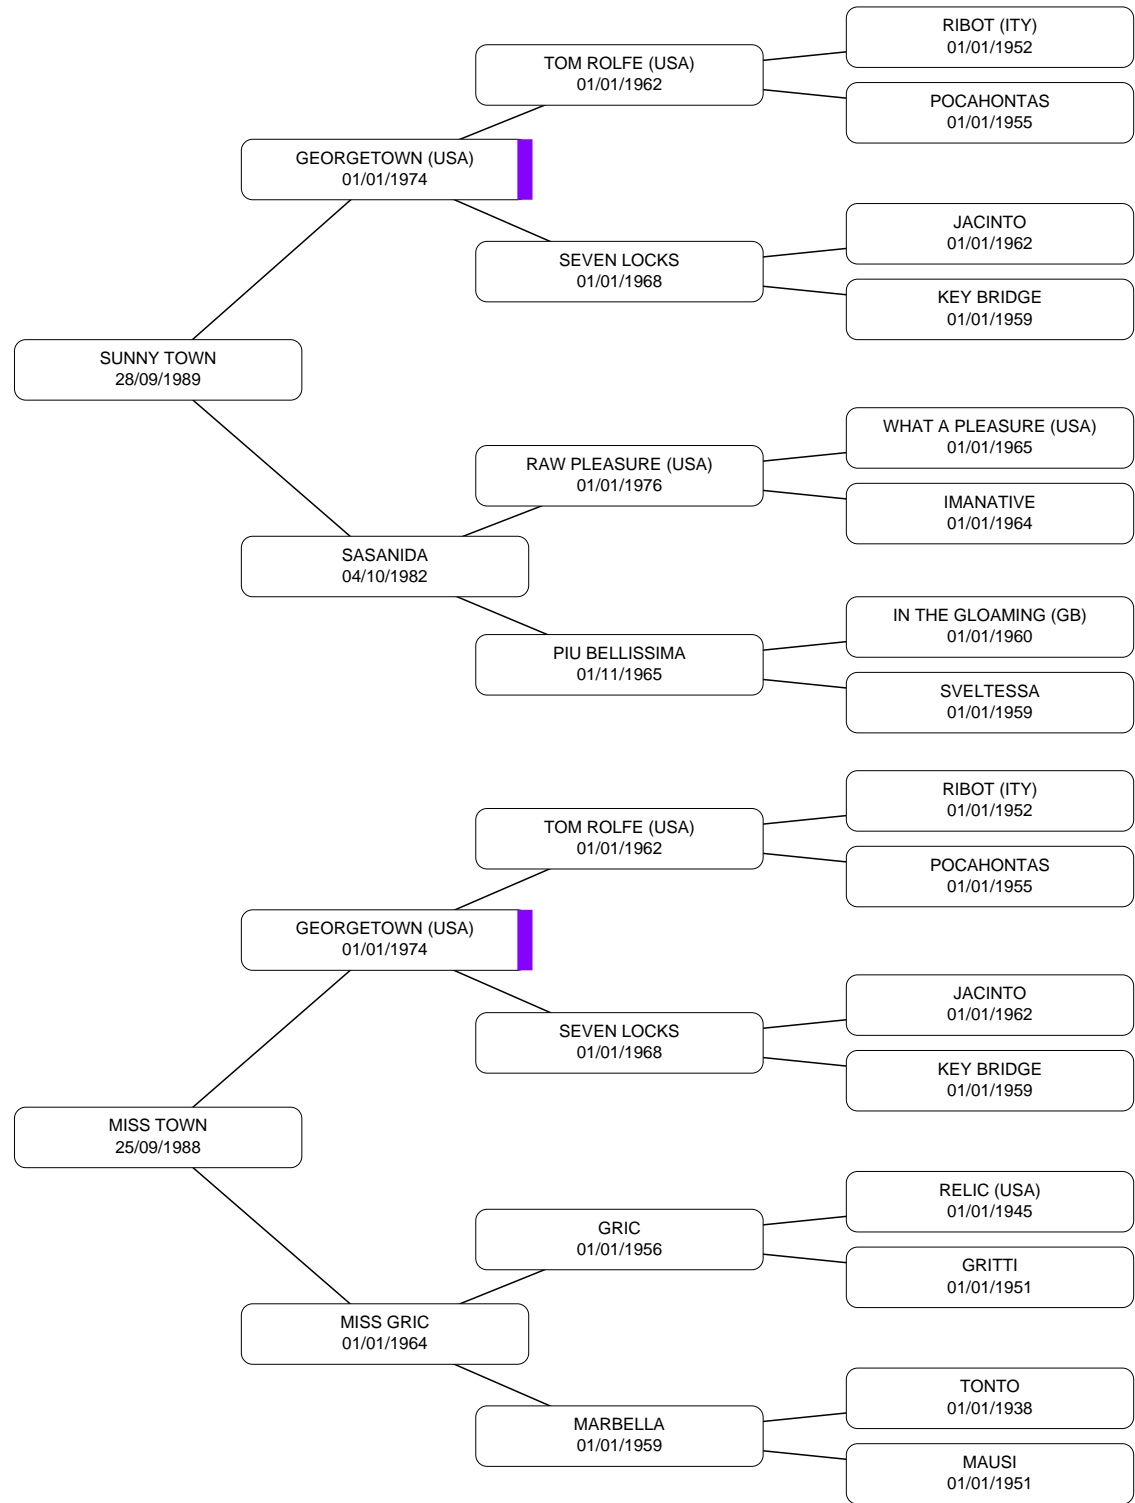 RIBOT (ITY)
01/01/1952
TOM ROLFE (USA)
01/01/1962
POCAHONTAS
01/01/1955
GEORGETOWN (USA)
01/01/1974
JACINTO
01/01/1962
SEVEN LOCKS
01/01/1968
KEY BRIDGE
01/01/1959
SUNNY TOWN
28/09/1989
WHAT A PLEASURE (USA)
01/01/1965
RAW PLEASURE (USA)
01/01/1976
IMANATIVE
01/01/1964
SASANIDA
04/10/1982
IN THE GLOAMING (GB)
01/01/1960
PIU BELLISSIMA
01/11/1965
SVELTESSA
01/01/1959
RIBOT (ITY)
01/01/1952
TOM ROLFE (USA)
01/01/1962
POCAHONTAS
01/01/1955
GEORGETOWN (USA)
01/01/1974
JACINTO
01/01/1962
SEVEN LOCKS
01/01/1968
KEY BRIDGE
01/01/1959
MISS TOWN
25/09/1988
RELIC (USA)
01/01/1945
GRIC
01/01/1956
GRITTI
01/01/1951
MISS GRIC
01/01/1964
TONTO
01/01/1938
MARBELLA
01/01/1959
MAUSI
01/01/1951